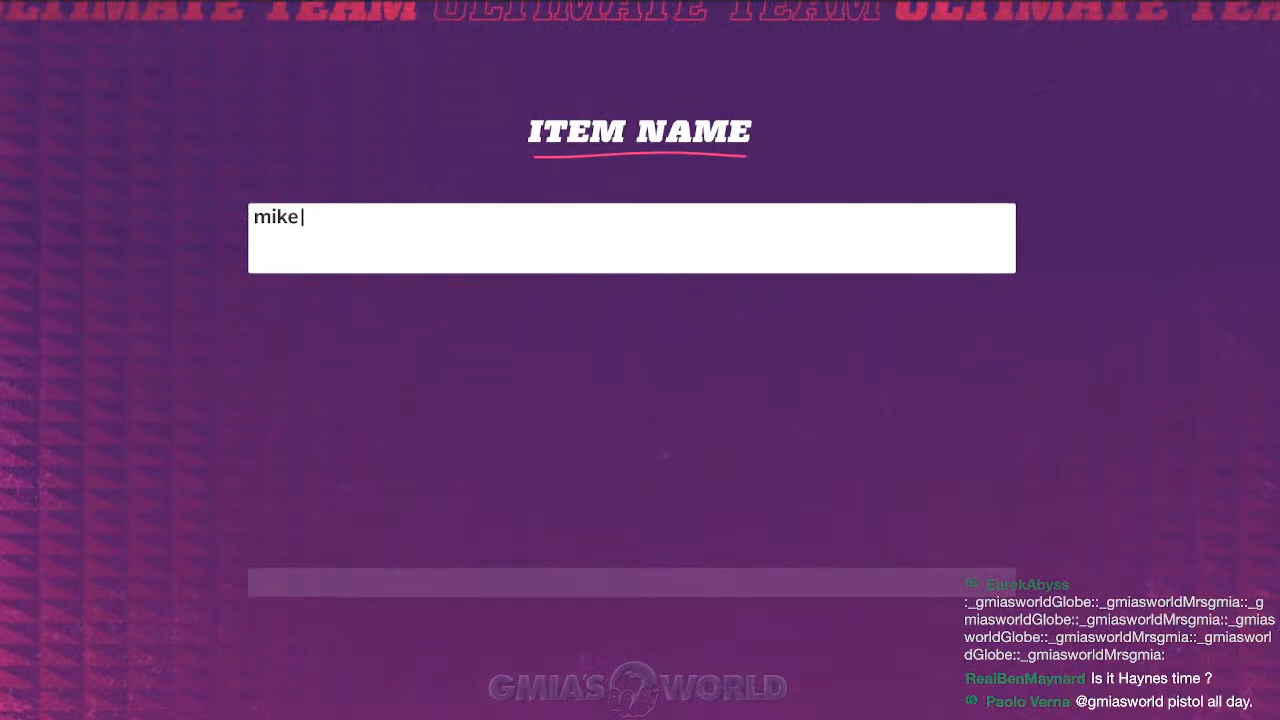 ULTIMATE TEAM ULTIMATE TEAM ULTIMATE TEA
ITEM NAME
mike
EurekAbyss
:_gmiasworldGlobe::_gmiasworldMrsgmia::_g
miasworldGlobe::_gmiasworldMrsgmia::_gmias
worldGlobe::_gmiasworldMrsgmia::_gmiasworl
dGlobe::_gmiasworldMrsgmia:
RealBenMaynard Is it Haynes time ?
Paolo Verna @gmiasworld pistol all day.
GMIA'S WORLD